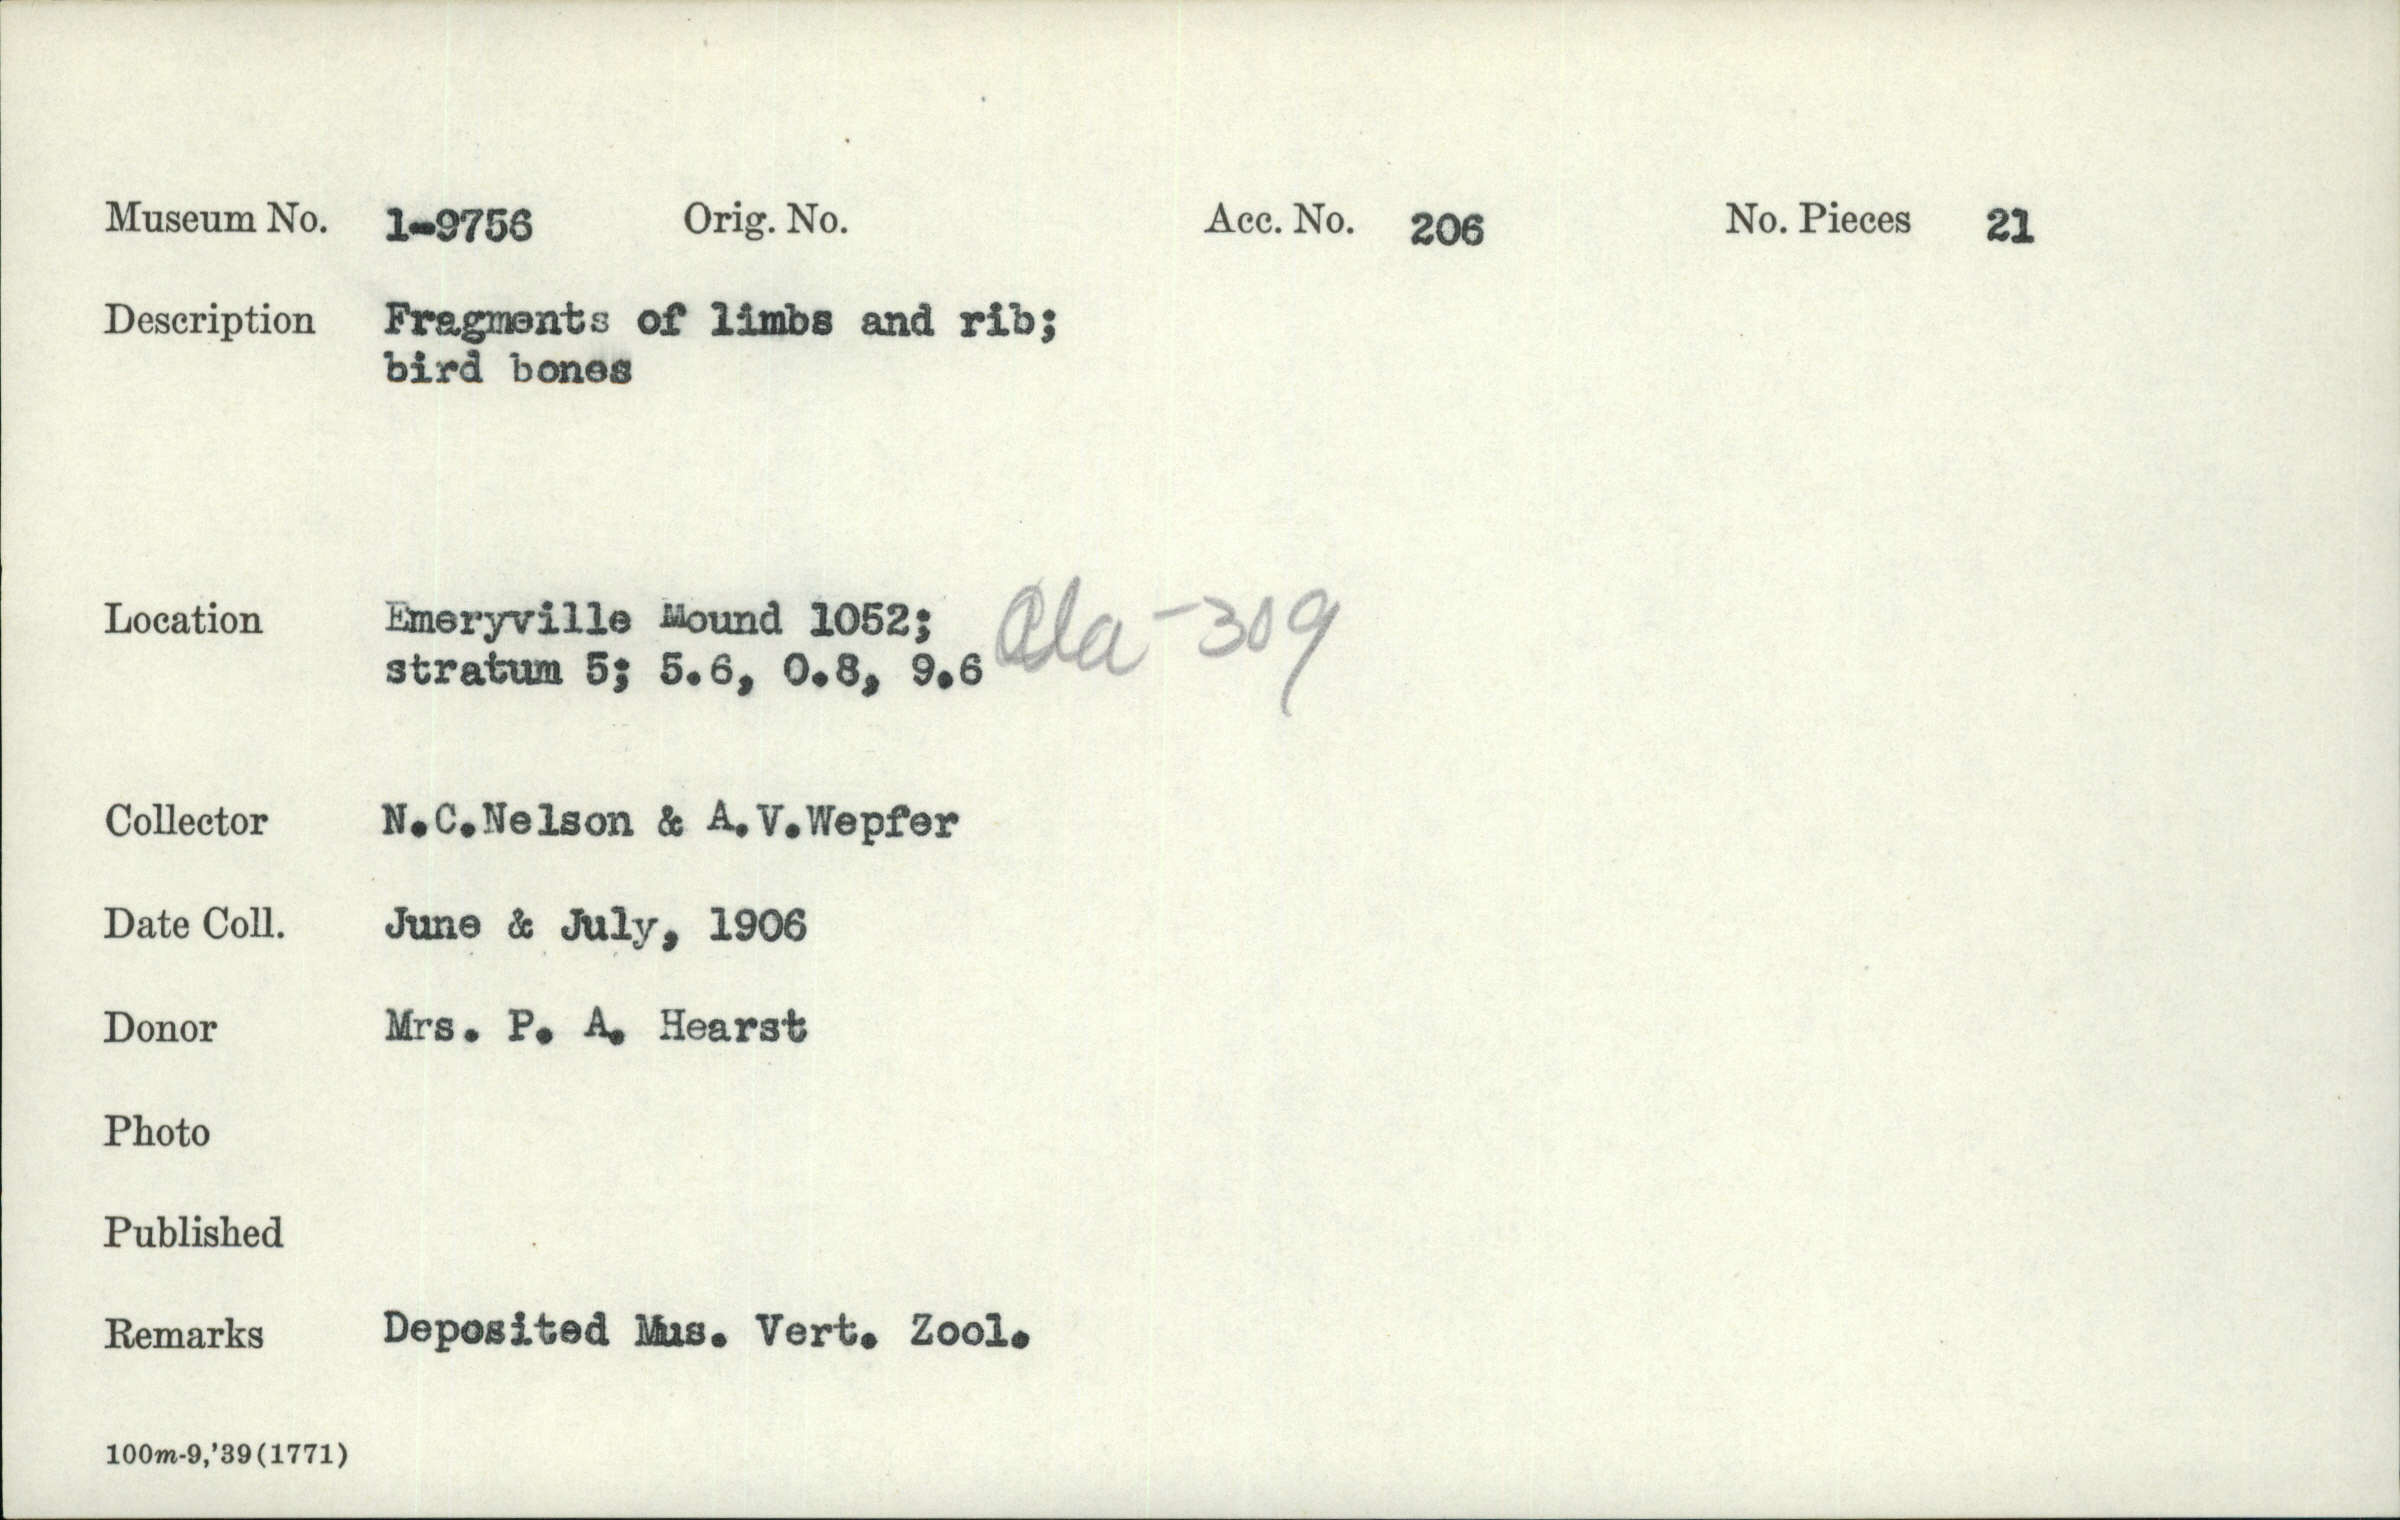 Museum No. 1-9756 Orig. No. Acc. No. 206 No. Pieces 21
Description Fragments of limbs and rib;
bird bones
Location Emeryville Mound 1052; Ala-309
stratum 5; 5.6, 0.8, 9.6
Collector N.C.Nelson & A.V.Wepfer
Date Coll. June & July, 1906
Donor Mrs. P. A. Hearst
Photo
Published
Remarks Deposited Mus. Vert. Zool.
100m-9,'39(1771)